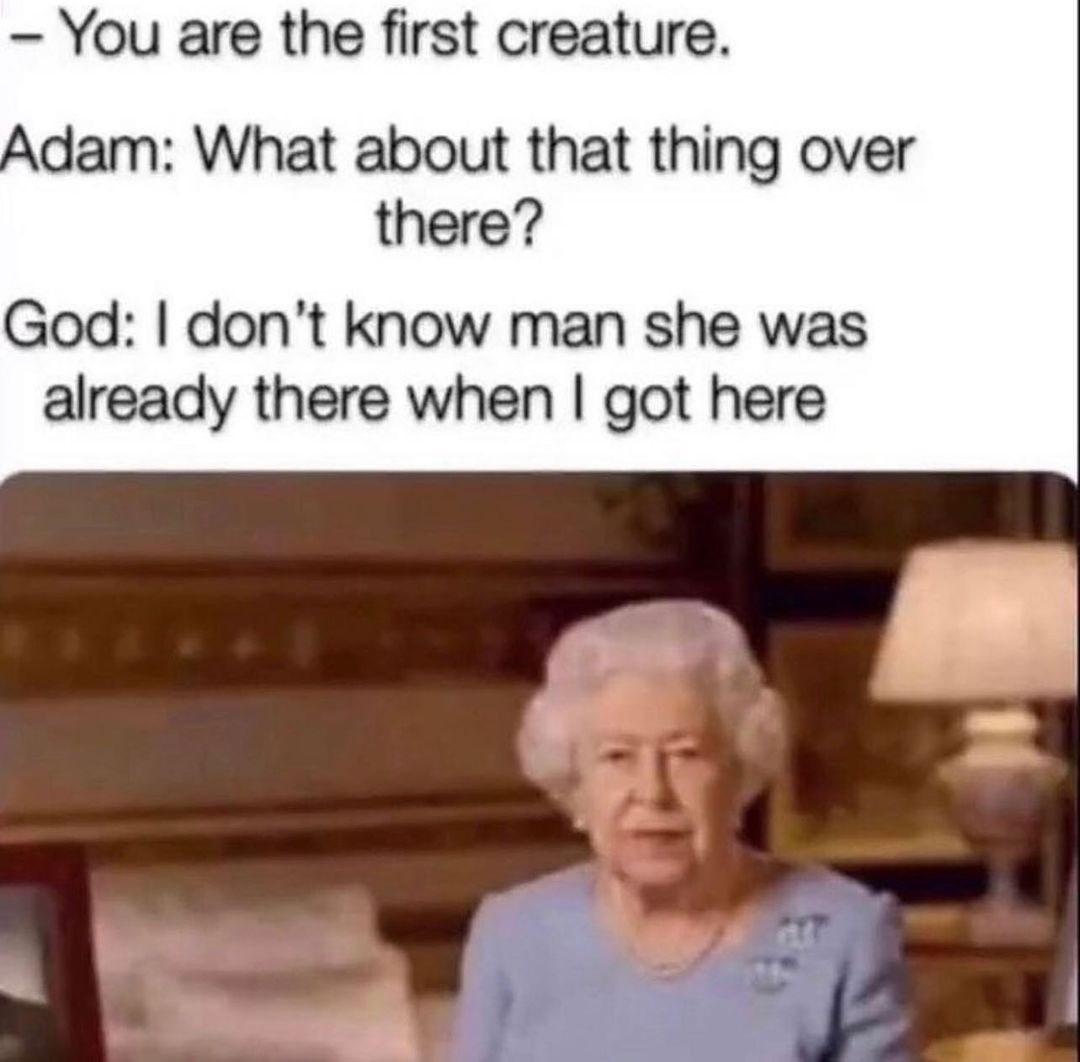 – You are the first creature.
Adam: What about that thing over
there?
God: I don’t know man she was
already there when I got here